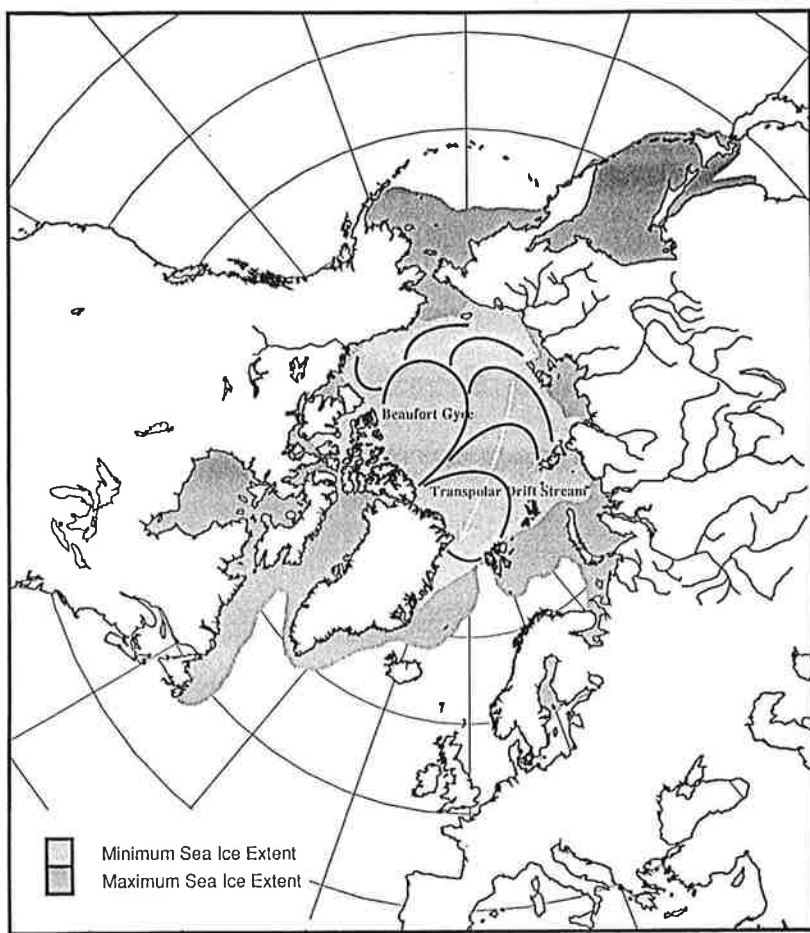 Beaufort Gyre
Transpolar Drift Stream
Minimum Sea Ice Extent
Maximum Sea Ice Extent